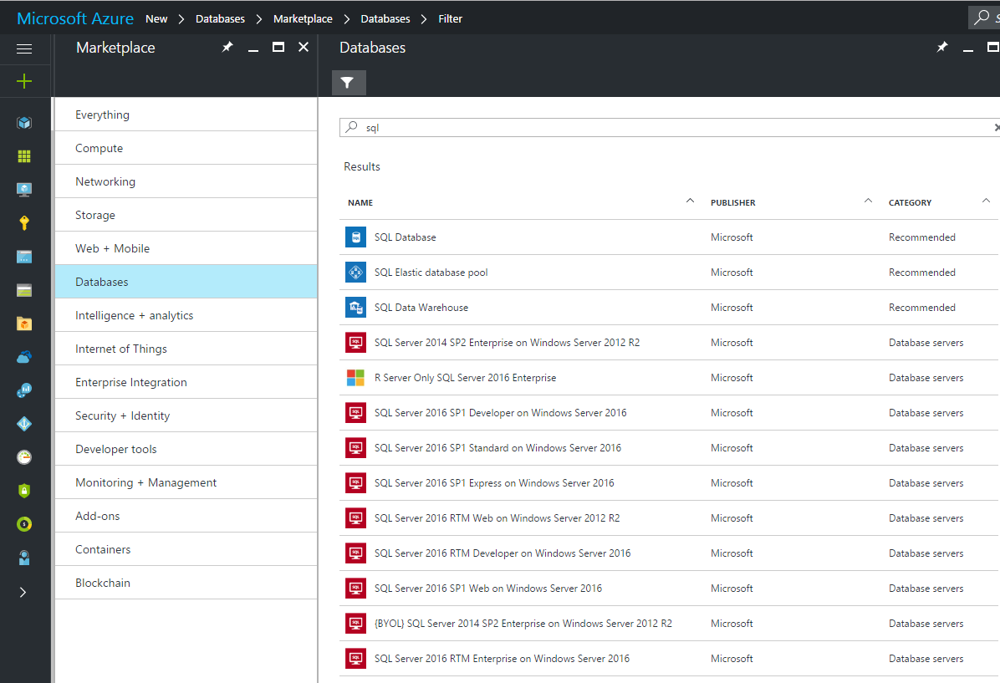 Microsoft Azure New > Databases > Marketplace > Databases > Filter
Marketplace
Everything
Compute
Networking
Storage
Web + Mobile
Databases
Intelligence + analytics
Internet of Things
Enterprise Integration
Security + Identity
Developer tools
Monitoring + Management
Add-ons
Containers
Blockchain
Databases
sql
Results
NAME PUBLISHER CATEGORY
SQL Database Microsoft Recommended
SQL Elastic database pool Microsoft Recommended
SQL Data Warehouse Microsoft Recommended
SQL Server 2014 SP2 Enterprise on Windows Server 2012 R2 Microsoft Database servers
R Server Only SQL Server 2016 Enterprise Microsoft Database servers
SQL Server 2016 SP1 Developer on Windows Server 2016 Microsoft Database servers
SQL Server 2016 SP1 Standard on Windows Server 2016 Microsoft Database servers
SQL Server 2016 SP1 Express on Windows Server 2016 Microsoft Database servers
SQL Server 2016 RTM Web on Windows Server 2012 R2 Microsoft Database servers
SQL Server 2016 RTM Developer on Windows Server 2016 Microsoft Database servers
SQL Server 2016 SP1 Web on Windows Server 2016 Microsoft Database servers
{BYOL} SQL Server 2014 SP2 Enterprise on Windows Server 2012 R2 Microsoft Database servers
SQL Server 2016 RTM Enterprise on Windows Server 2016 Microsoft Database servers